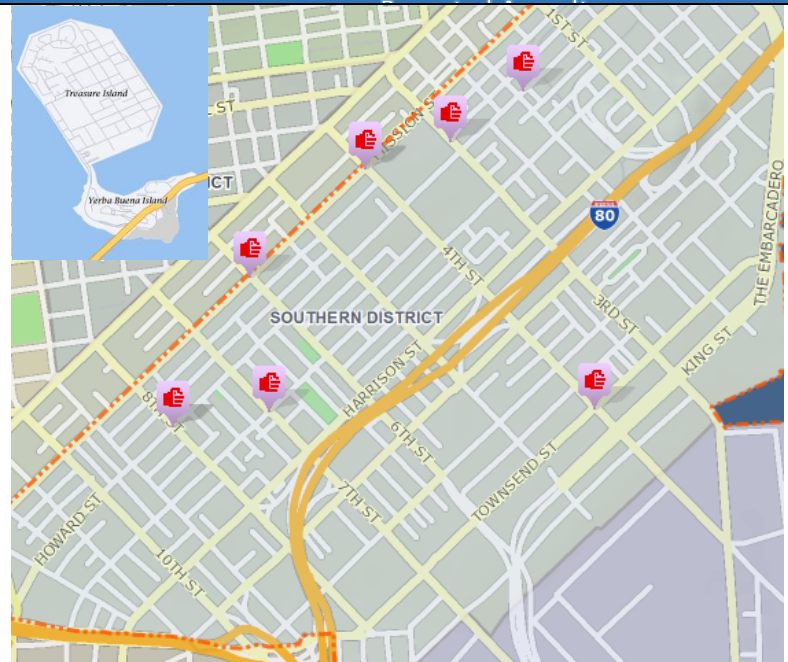 1ST ST
Treasure Island
MISSION S
L ST
ICT
Yerba Buena Island
80
THE EMBARCADERO
4TH ST
3RD ST
SOUTHERN DISTRICT
KING ST
HARRISON ST
8TH ST
6TH ST
TOWNSEND ST
7TH ST
HOWARD ST
10TH ST